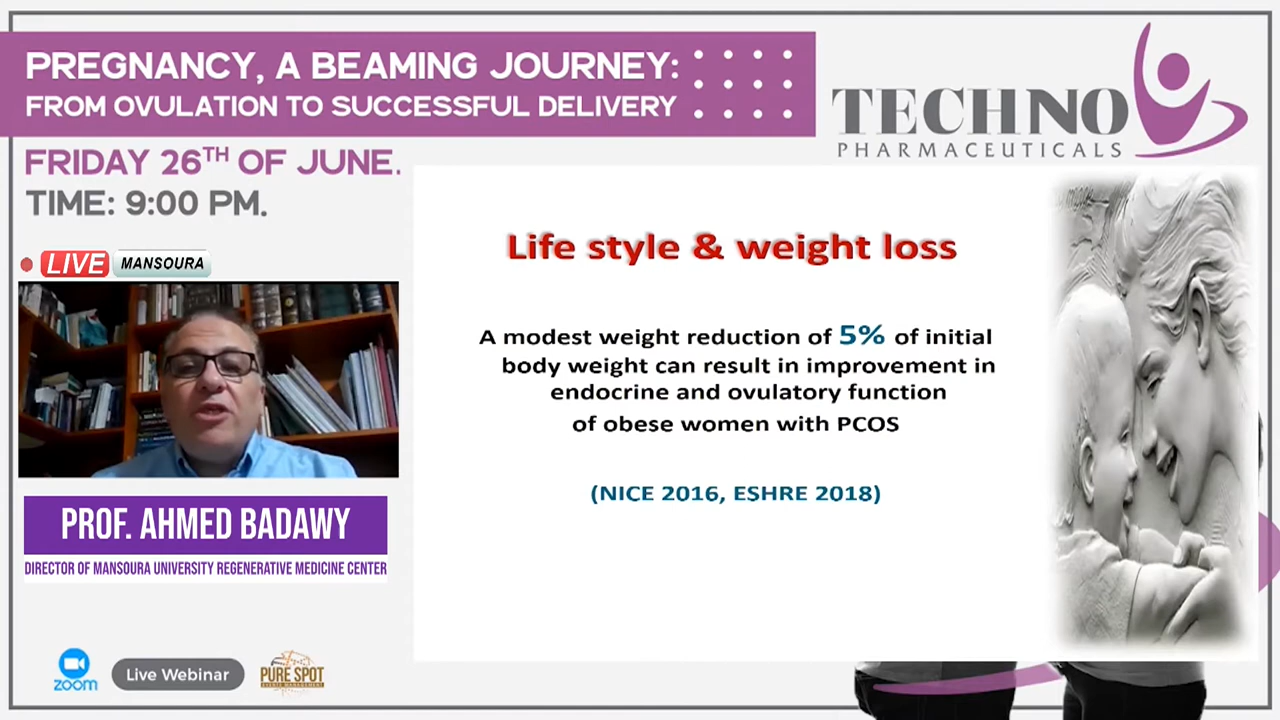 PREGNANCY, A BEAMING JOURNEY:
FROM OVULATION TO SUCCESSFUL DELIVERY
TECHNO
PHARMACEUTICALS
FRIDAY 26TH OF JUNE.
TIME: 9:00 PM.
LIVE
MANSOURA
Life style & weight loss
A modest weight reduction of 5% of initial
body weight can result in improvement in
endocrine and ovulatory function
of obese women with PCOS
(NICE 2016, ESHRE 2018)
PROF. AHMED BADAWY
DIRECTOR OF MANSOURA UNIVERSITY REGENERATIVE MEDICINE CENTER
zoom
Live Webinar
PURE SPOT
EVENTS MANAGEMENT